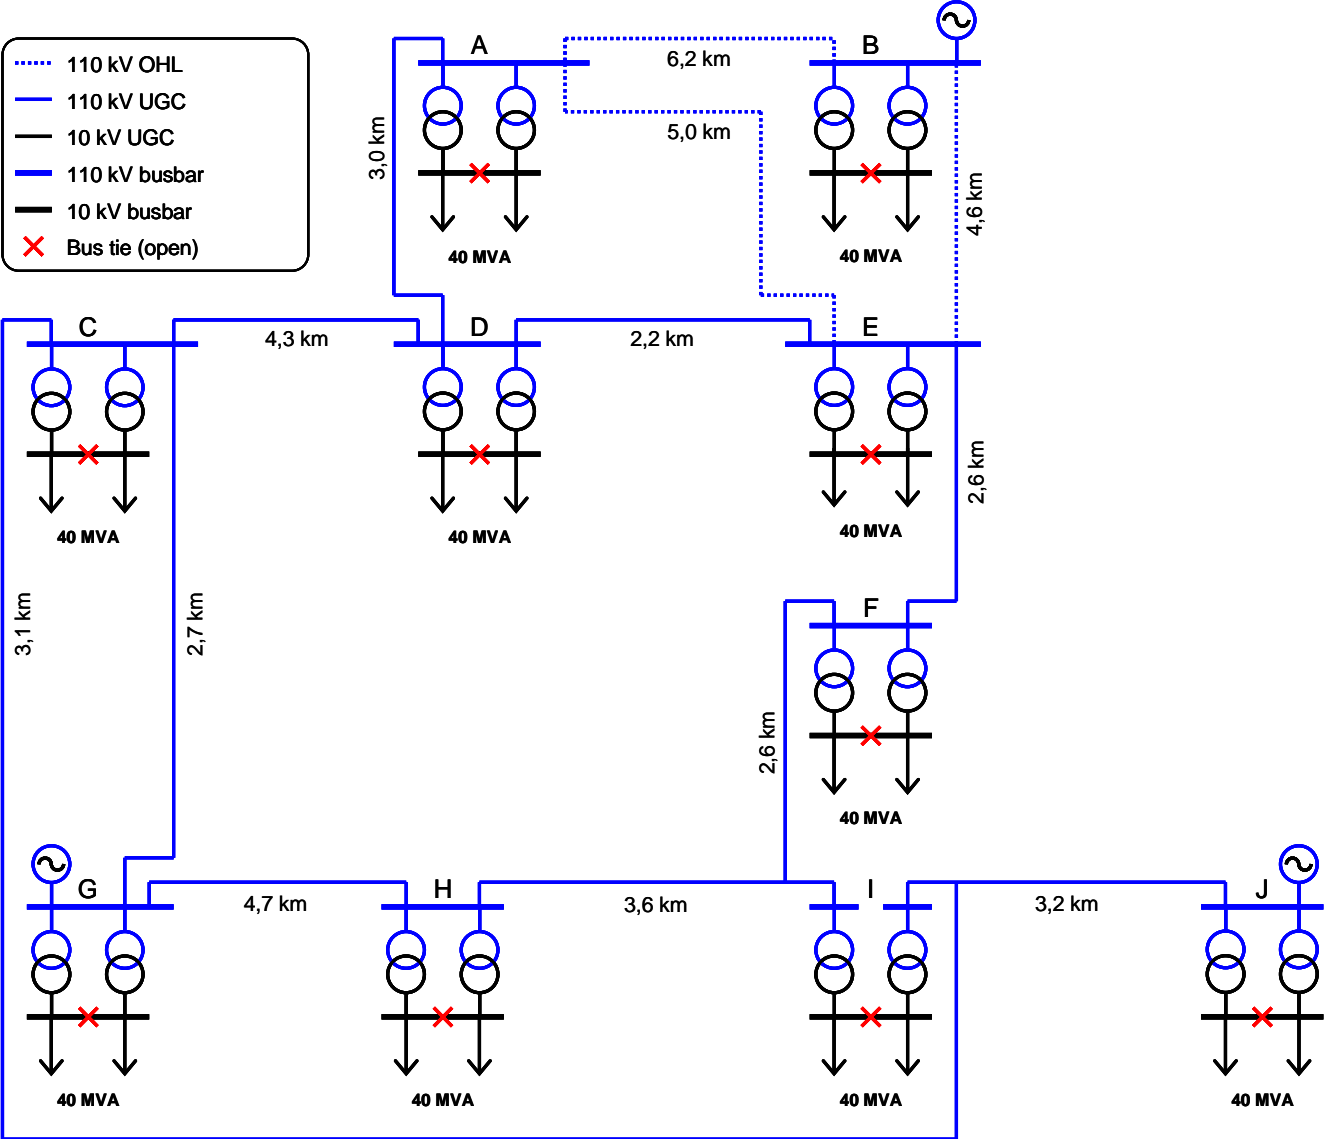 110 kV OHL
110 kV UGC
10 kV UGC
110 kV busbar
10 kV busbar
Bus tie (open)
A
B
6,2 km
5,0 km
3,0 km
4,6 km
40 MVA
40 MVA
C
D
E
4,3 km
2,2 km
2,6 km
40 MVA
40 MVA
40 MVA
3,1 km
2,7 km
F
2,6 km
40 MVA
G
H
I
J
4,7 km
3,6 km
3,2 km
40 MVA
40 MVA
40 MVA
40 MVA